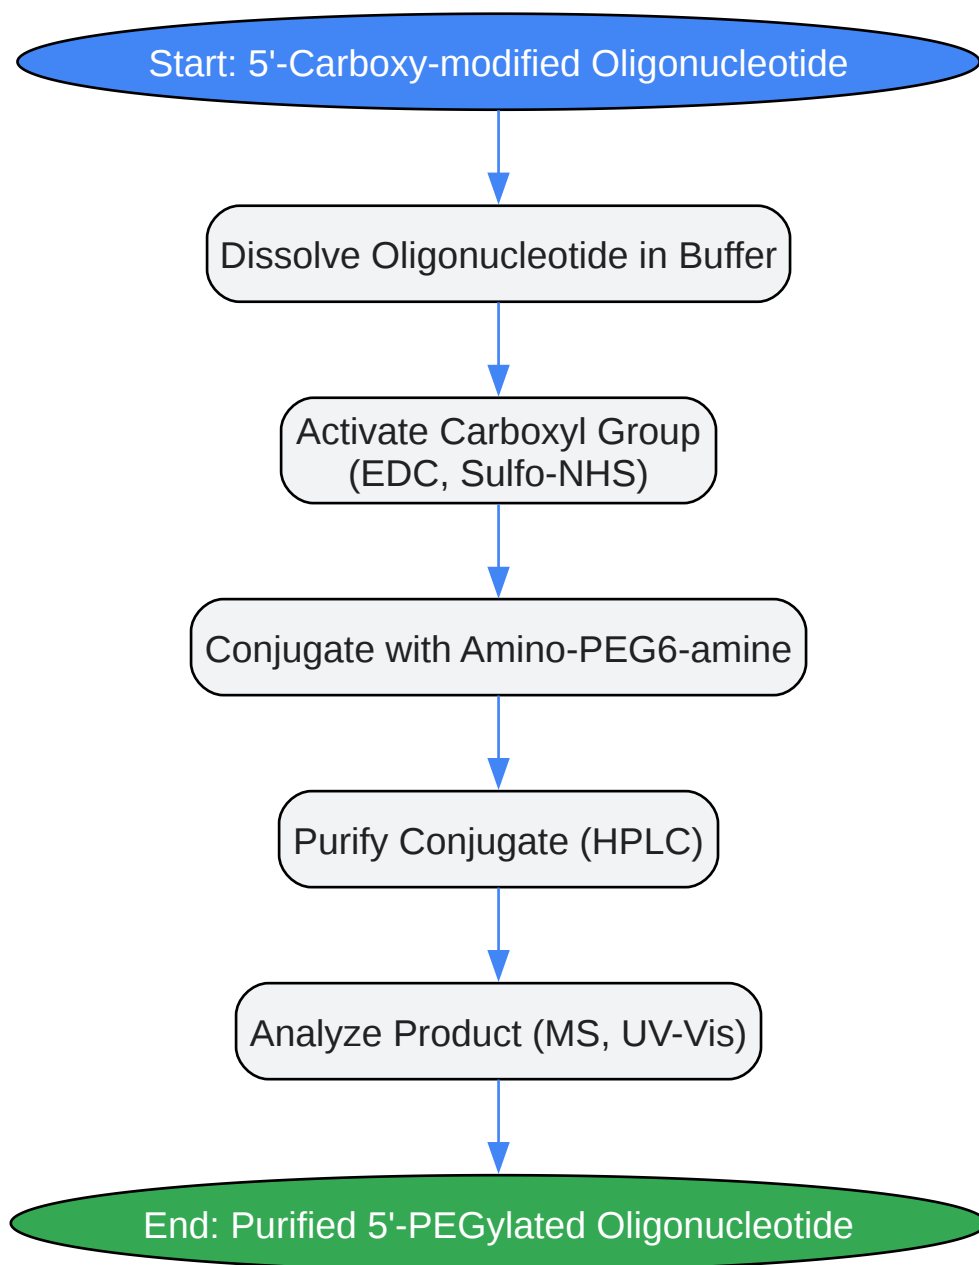 Start: 5'-Carboxy-modified Oligonucleotide
Dissolve Oligonucleotide in Buffer
Activate Carboxyl Group
(EDC, Sulfo-NHS)
Conjugate with Amino-PEG6-amine
Purify Conjugate (HPLC)
Analyze Product (MS, UV-Vis)
End: Purified 5'-PEGylated Oligonucleotide